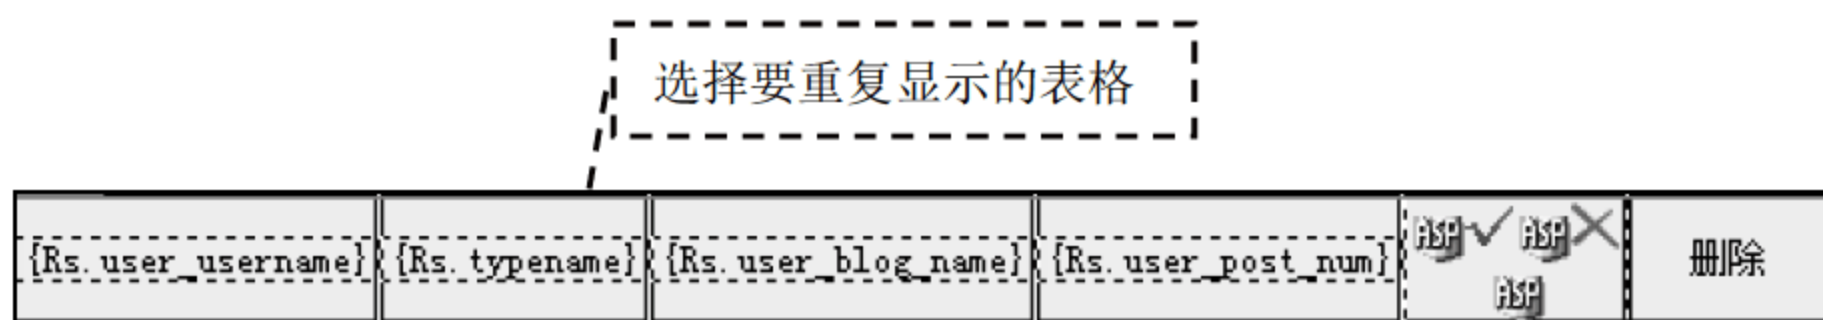 选择要重复显示的表格
{Rs.user_username} {Rs.typename} {Rs.user_blog_name} {Rs.user_post_num} ASP ASP 删除
ASP